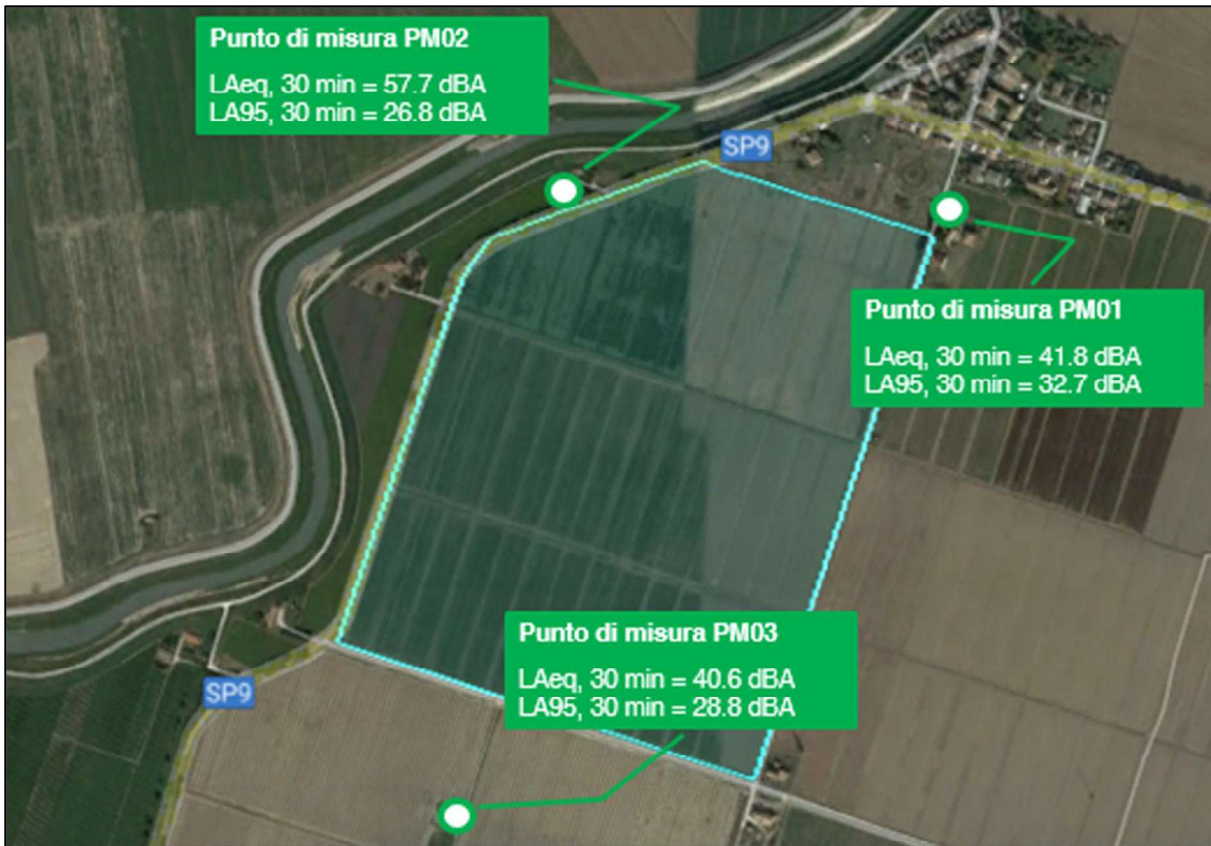 Punto di misura PM02
LAeq, 30 min = 57.7 dBA
LA95, 30 min = 26.8 dBA
SP9
Punto di misura PM01
LAeq, 30 min = 41.8 dBA
LA95, 30 min = 32.7 dBA
Punto di misura PM03
LAeq, 30 min = 40.6 dBA
LA95, 30 min = 28.8 dBA
SP9